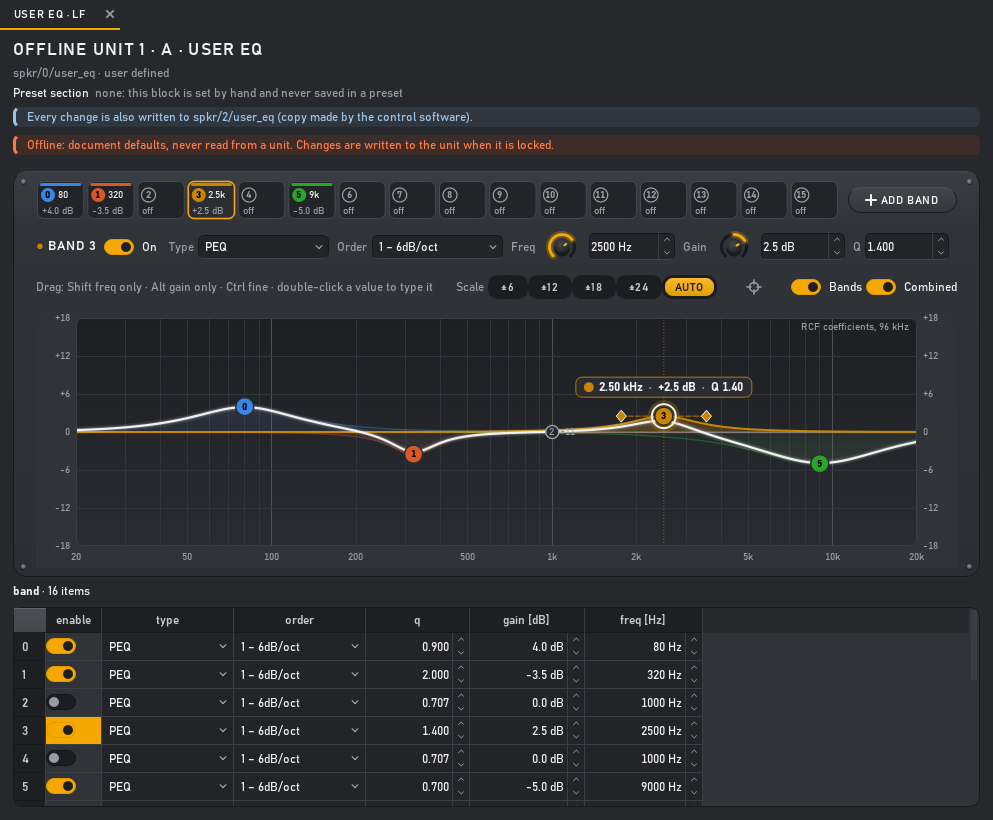 USER EQ · LF ✕
OFFLINE UNIT 1 · A · USER EQ
spkr/0/user_eq · user defined
Preset section none: this block is set by hand and never saved in a preset
Every change is also written to spkr/2/user_eq (copy made by the control software).
Offline: document defaults, never read from a unit. Changes are written to the unit when it is locked.
0 80 1 320 2 3 2.5k 4 5 9k 6 7 8 9 10 11 12 13 14 15
+4.0 dB -3.5 dB off +2.5 dB off -5.0 dB off off off off off off off off off off
+ ADD BAND
BAND 3 On Type PEQ Order 1 – 6dB/oct Freq 2500 Hz Gain 2.5 dB Q 1.400
Drag: Shift freq only · Alt gain only · Ctrl fine · double-click a value to type it Scale ±6 ±12 ±18 ±24 AUTO Bands Combined
+18 +18
RCF coefficients, 96 kHz
+12 +12
2.50 kHz · +2.5 dB · Q 1.40
+6 +6
0 3
0 2 0
1 5
-6 -6
-12 -12
-18 -18
20 50 100 200 500 1k 2k 5k 10k 20k
band · 16 items
enable type order q gain [dB] freq [Hz]
0 PEQ 1 – 6dB/oct 0.900 4.0 dB 80 Hz
1 PEQ 1 – 6dB/oct 2.000 -3.5 dB 320 Hz
2 PEQ 1 – 6dB/oct 0.707 0.0 dB 1000 Hz
3 PEQ 1 – 6dB/oct 1.400 2.5 dB 2500 Hz
4 PEQ 1 – 6dB/oct 0.707 0.0 dB 1000 Hz
5 PEQ 1 – 6dB/oct 0.700 -5.0 dB 9000 Hz